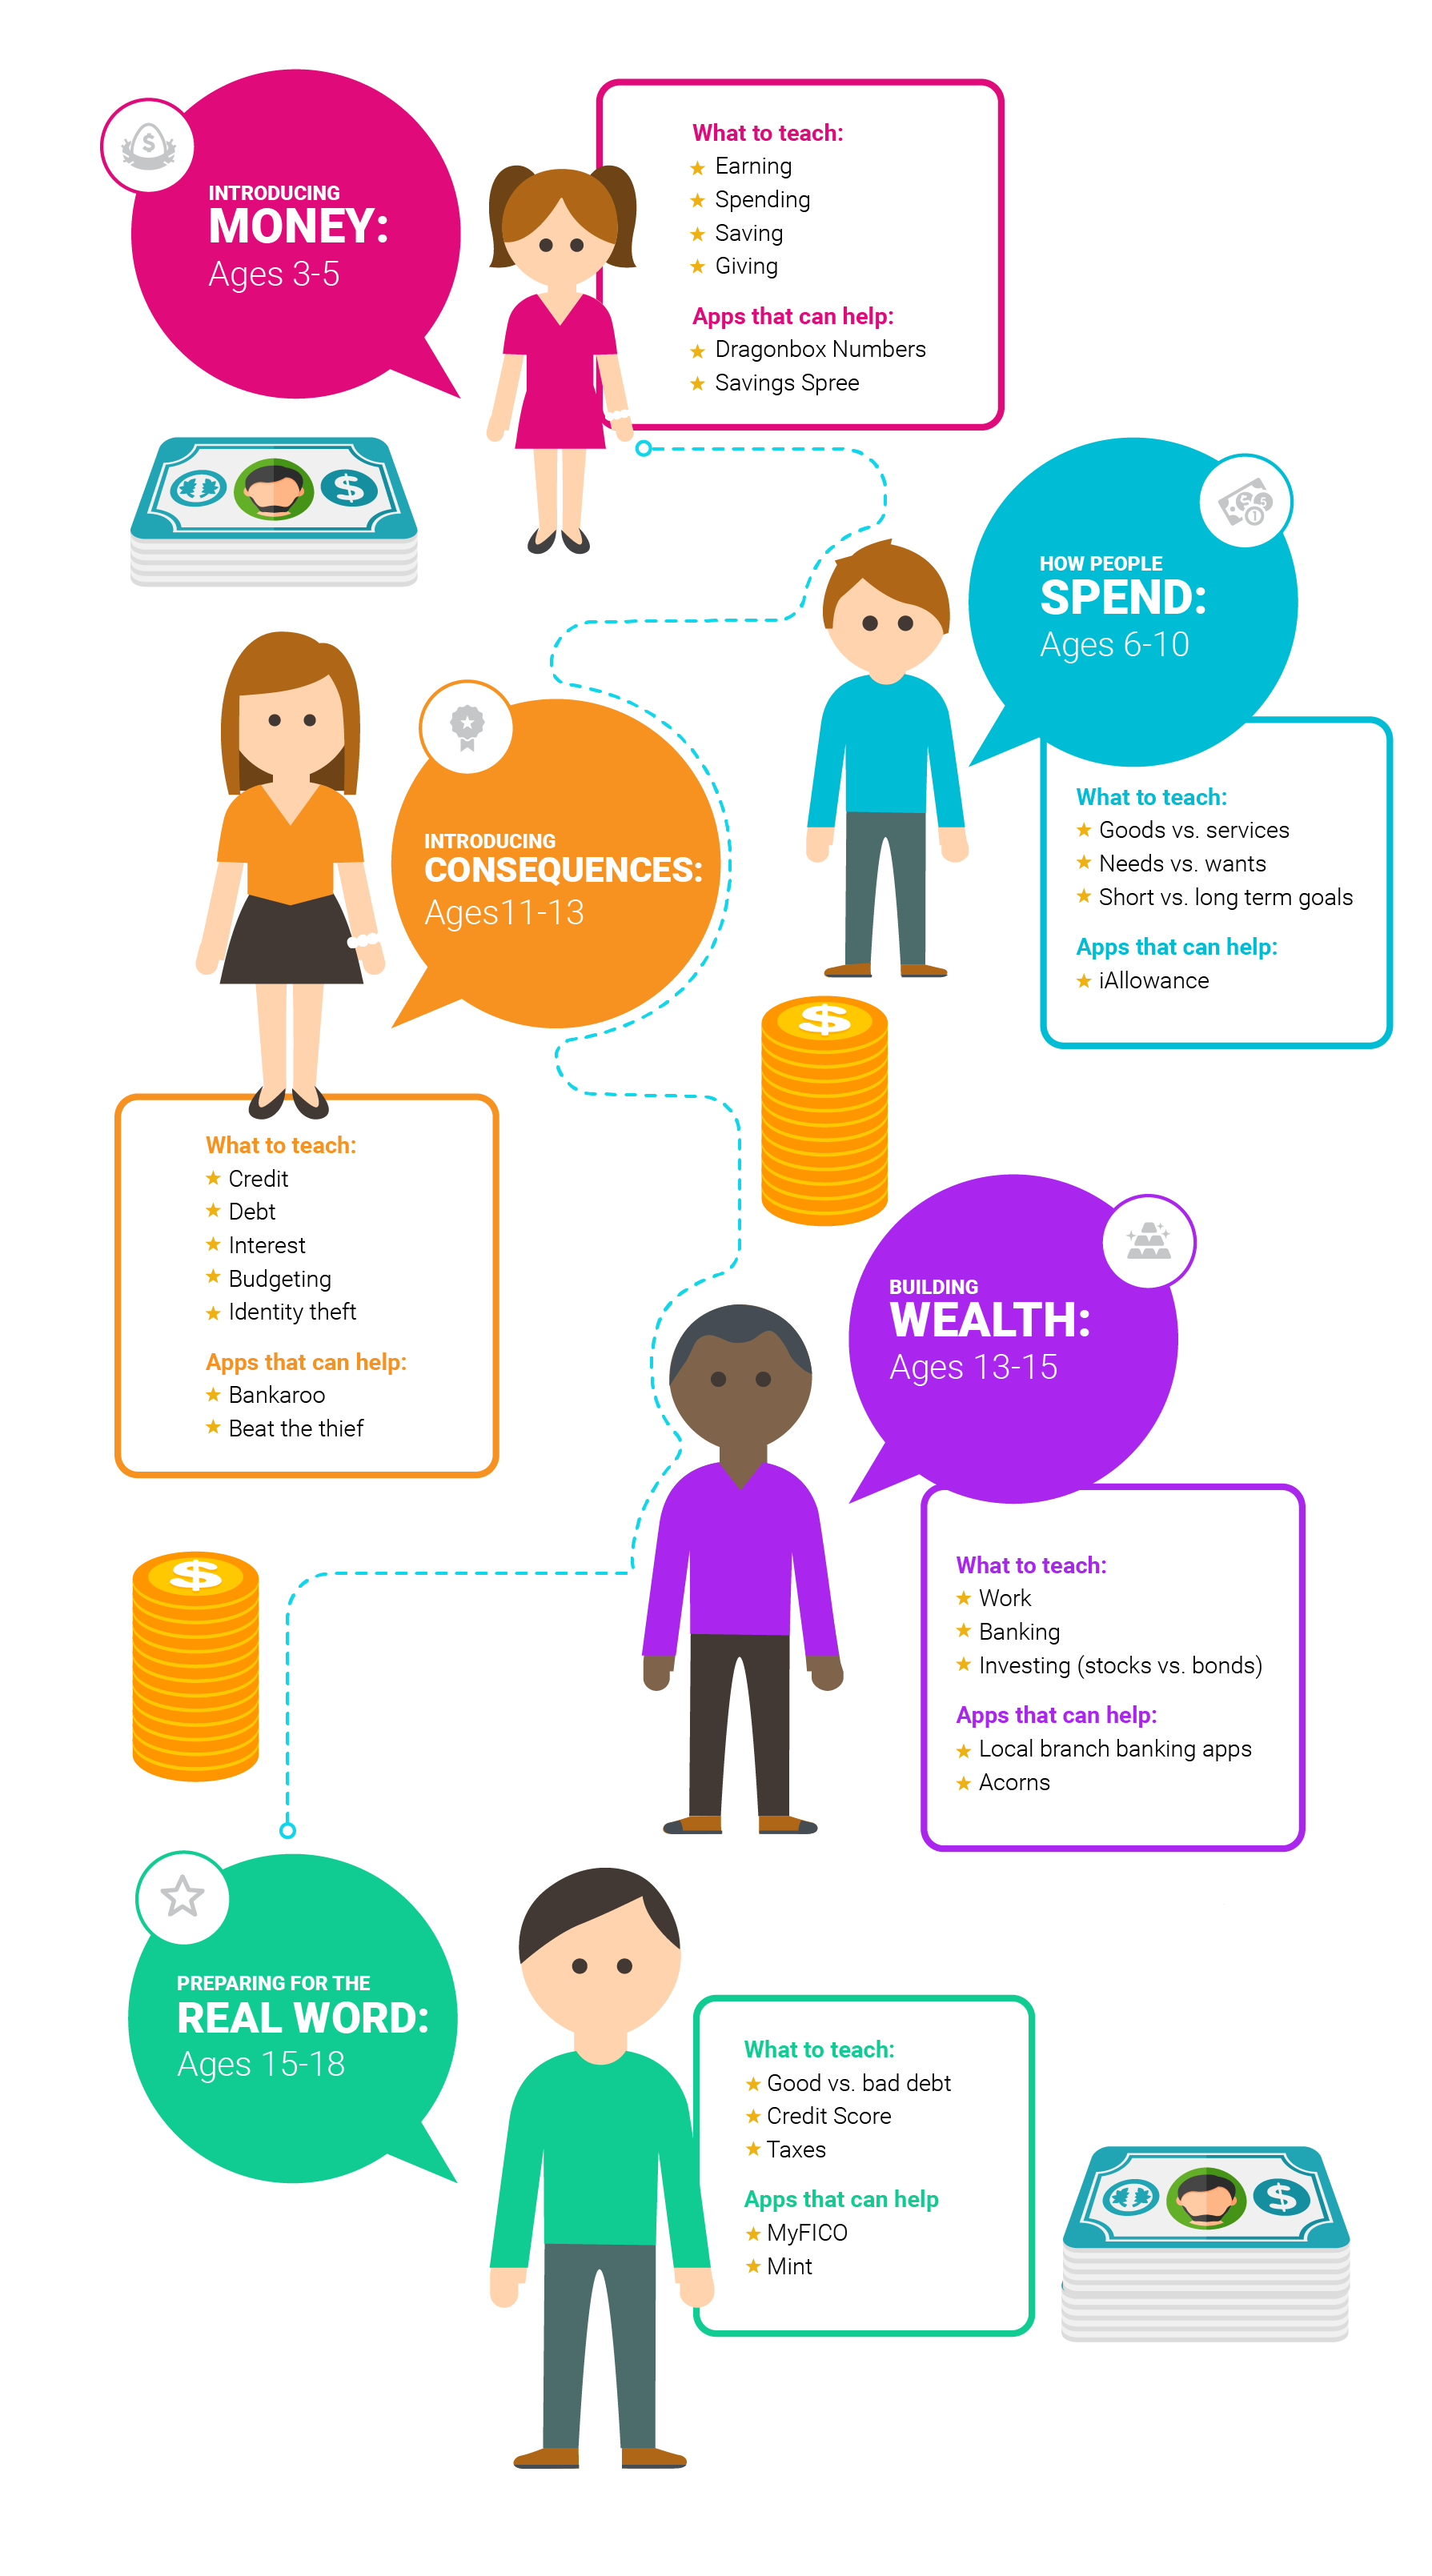 INTRODUCING
MONEY:
Ages 3-5
What to teach:
Earning
Spending
Saving
Giving
Apps that can help:
Dragonbox Numbers
Savings Spree
HOW PEOPLE
SPEND:
Ages 6-10
What to teach:
Goods vs. services
Needs vs. wants
Short vs. long term goals
Apps that can help:
iAllowance
INTRODUCING
CONSEQUENCES:
Ages11-13
What to teach:
Credit
Debt
Interest
Budgeting
Identity theft
Apps that can help:
Bankaroo
Beat the thief
BUILDING
WEALTH:
Ages 13-15
What to teach:
Work
Banking
Investing (stocks vs. bonds)
Apps that can help:
Local branch banking apps
Acorns
PREPARING FOR THE
REAL WORD:
Ages 15-18
What to teach:
Good vs. bad debt
Credit Score
Taxes
Apps that can help
MyFICO
Mint